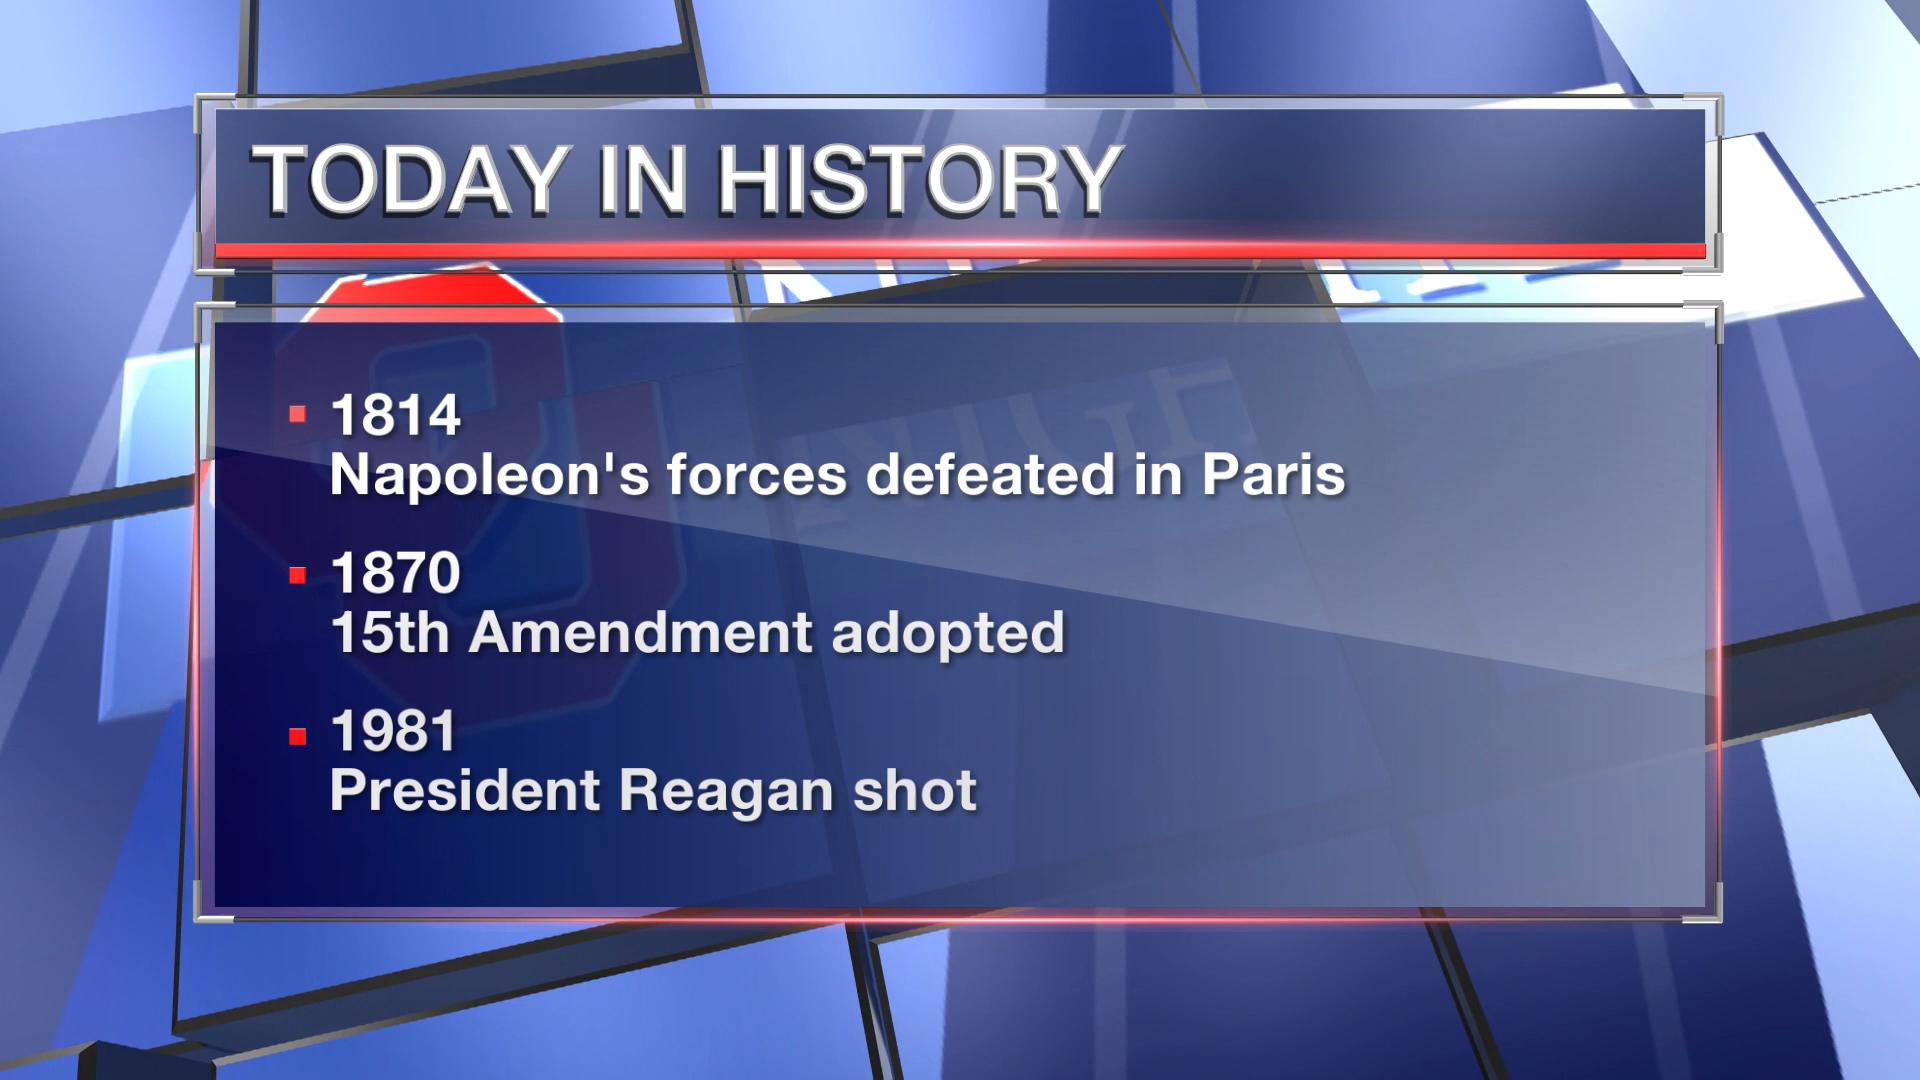 TODAY IN HISTORY
1814
Napoleon's forces defeated in Paris
1870
15th Amendment adopted
1981
President Reagan shot